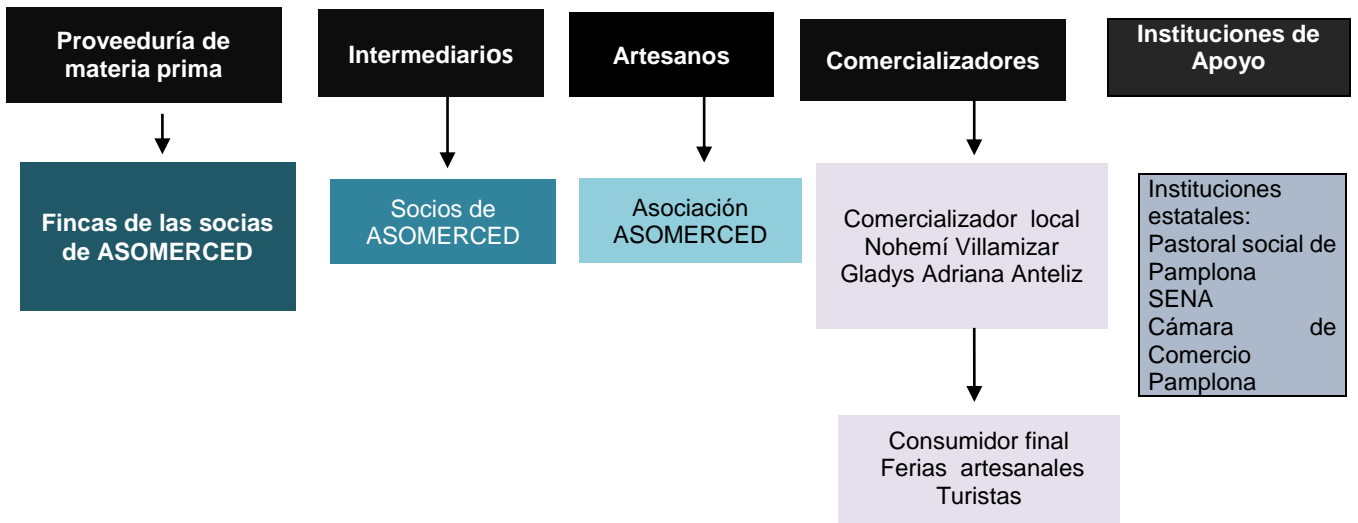 Proveeduría de
materia prima
Intermediarios
Artesanos
Comercializadores
Instituciones de
Apoyo
Fincas de las socias
de ASOMERCED
Socios de
ASOMERCED
Asociación
ASOMERCED
Comercializador local
Nohemí Villamizar
Gladys Adriana Anteliz
Instituciones
estatales:
Pastoral social de
Pamplona
SENA
Cámara de
Comercio
Pamplona
Consumidor final
Ferias artesanales
Turistas